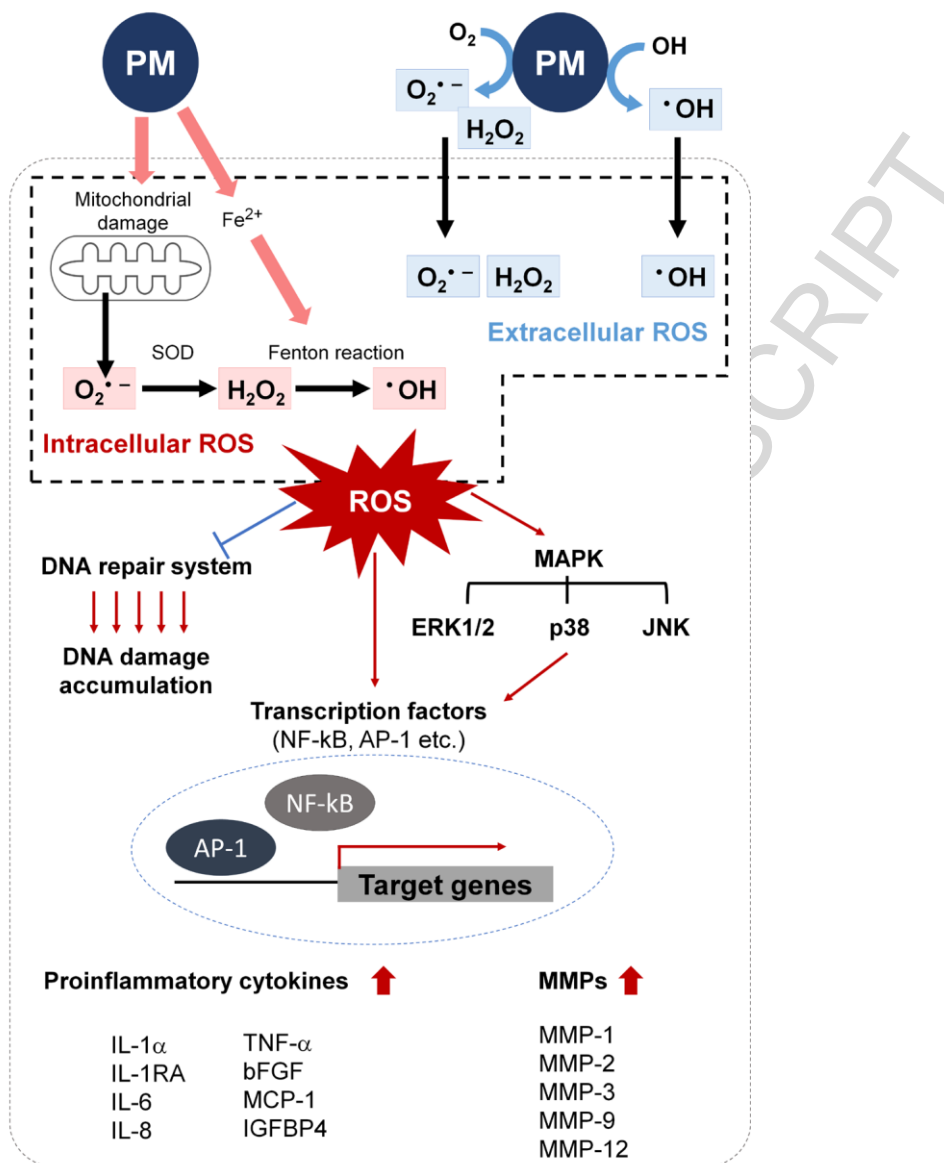 PM
O₂
PM
OH
O₂•−
H₂O₂
•OH
Mitochondrial
damage
Fe²⁺
O₂•−
H₂O₂
•OH
Extracellular ROS
SOD
Fenton reaction
O₂•−
H₂O₂
•OH
Intracellular ROS
ROS
DNA repair system
MAPK
ERK1/2
p38
JNK
DNA damage
accumulation
Transcription factors
(NF-kB, AP-1 etc.)
NF-kB
AP-1
Target genes
Proinflammatory cytokines
MMPs
IL-1α
IL-1RA
IL-6
IL-8
TNF-α
bFGF
MCP-1
IGFBP4
MMP-1
MMP-2
MMP-3
MMP-9
MMP-12
SCRIPT